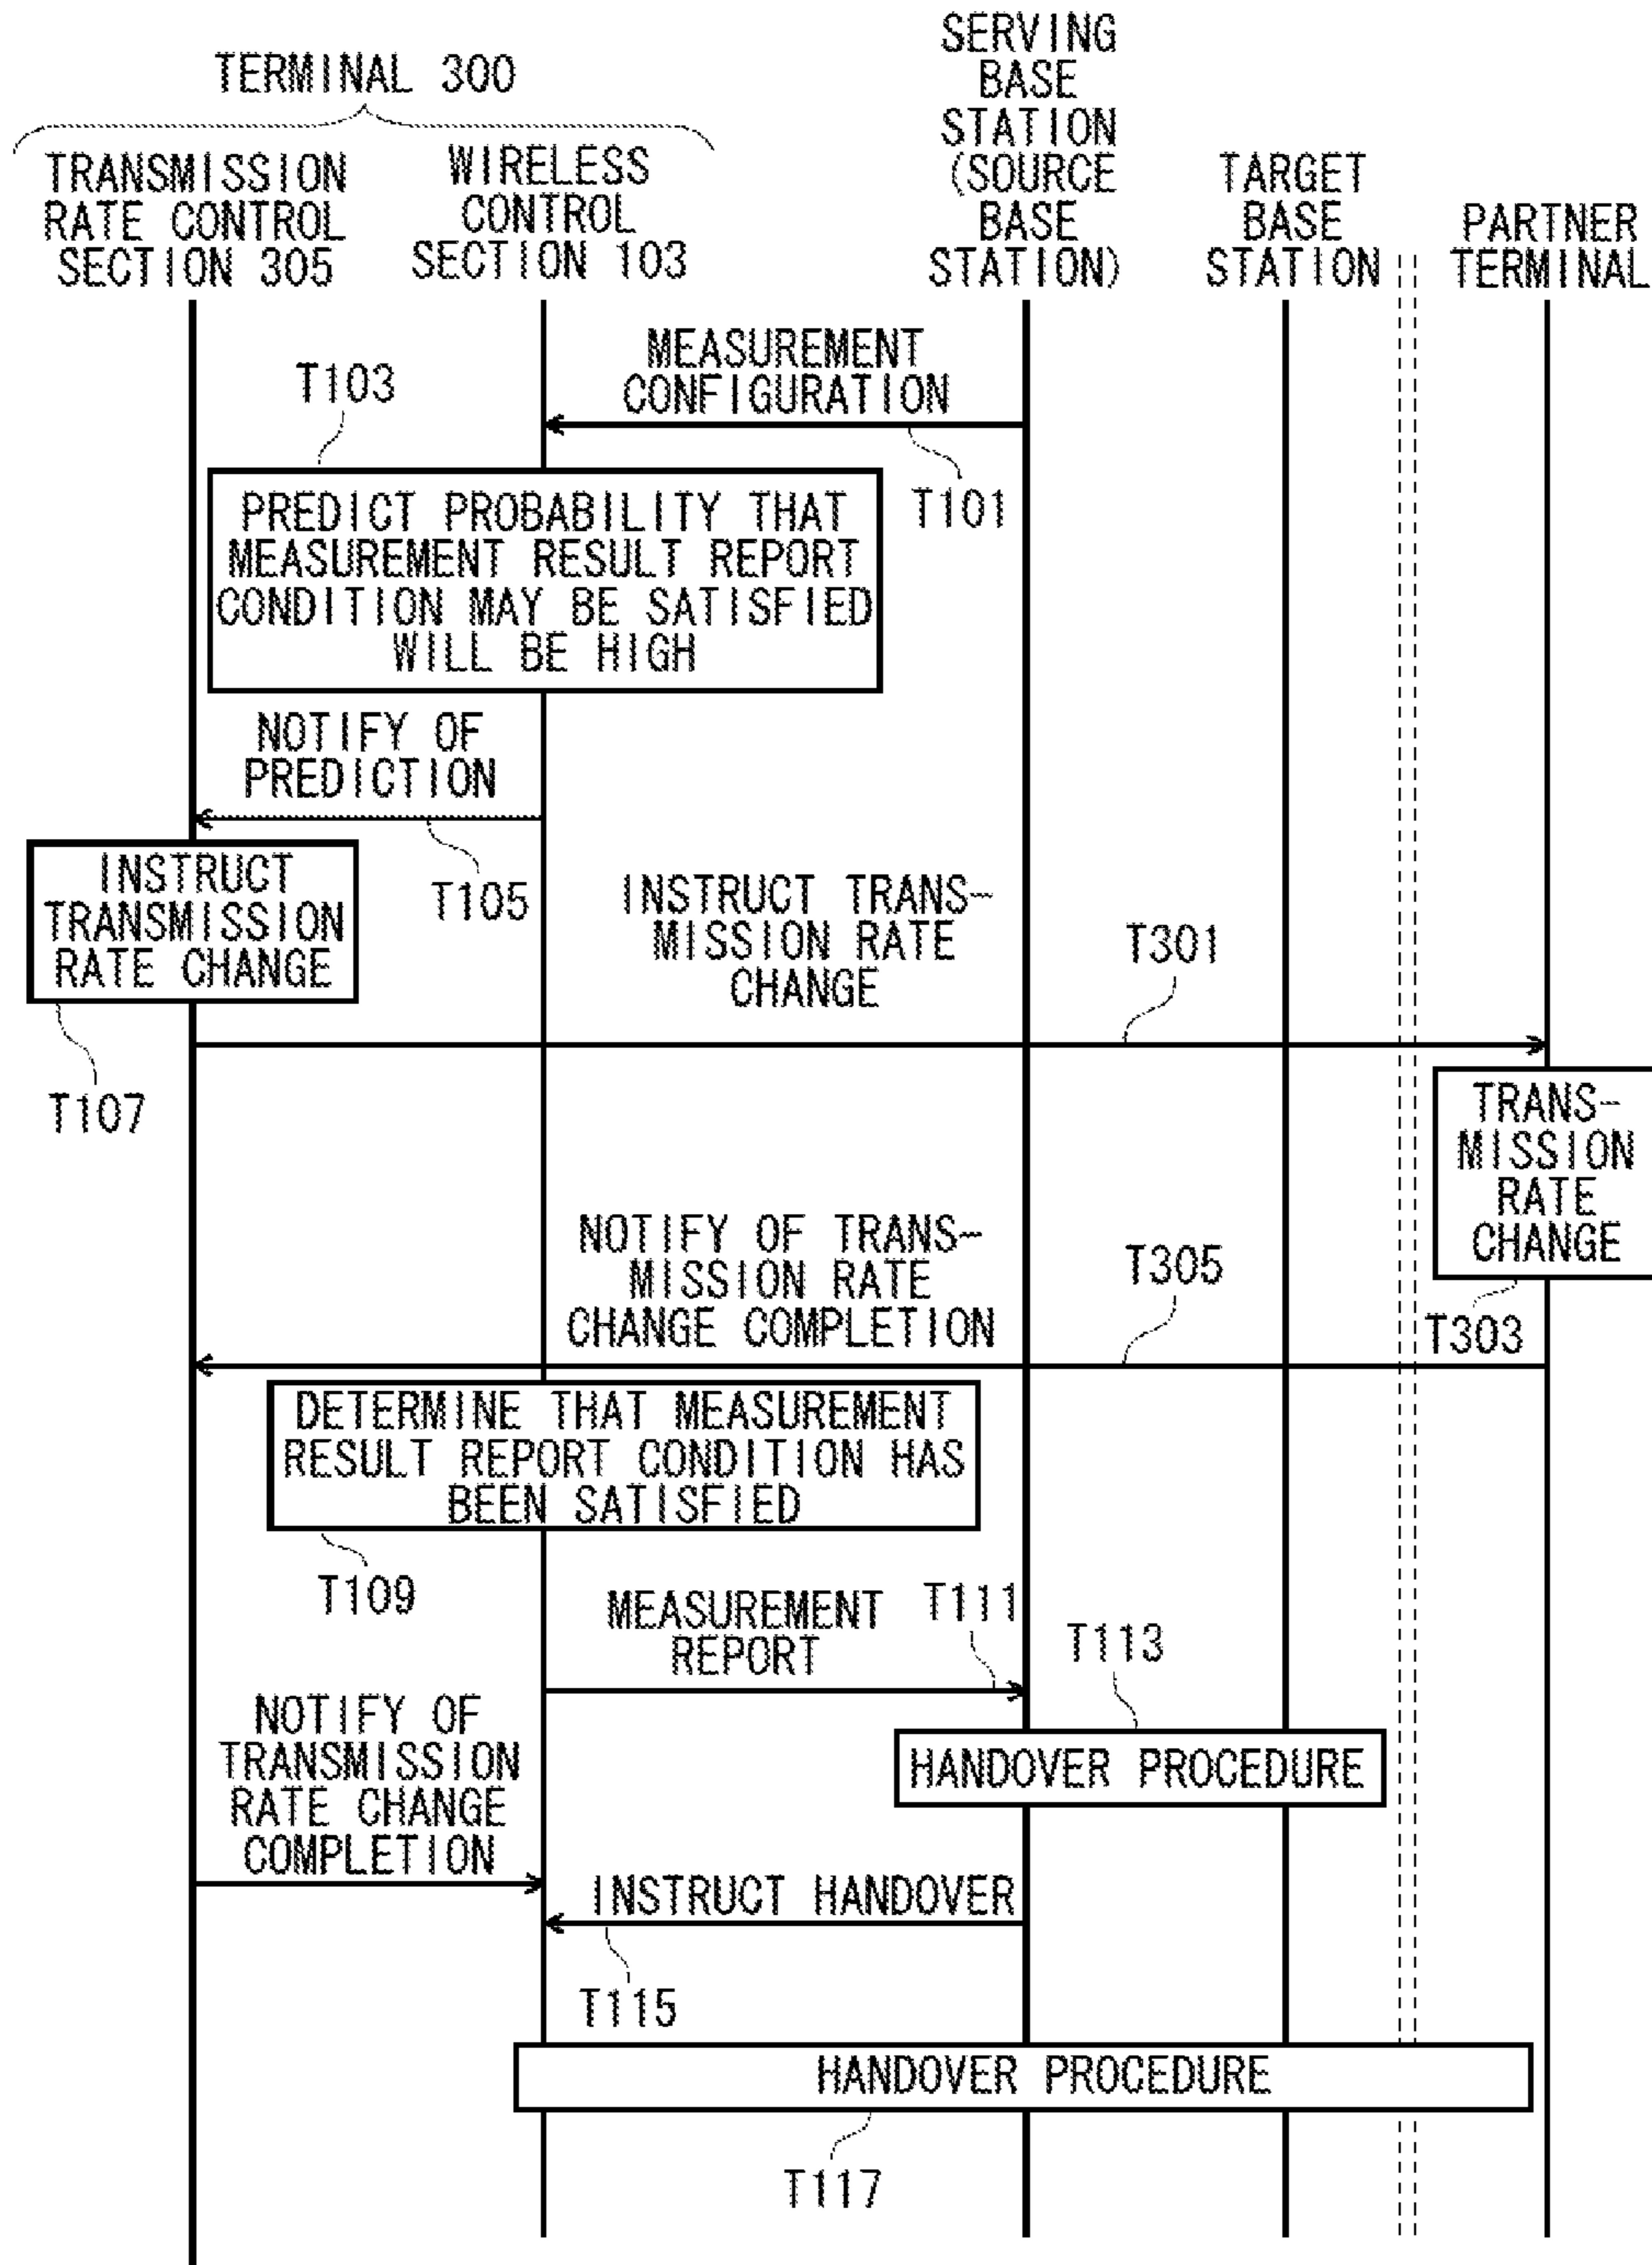 TERMINAL 300
TRANSMISSION
RATE CONTROL
SECTION 305
WIRELESS
CONTROL
SECTION 103
SERVING
BASE
STATION
(SOURCE
BASE
STATION)
TARGET
BASE
STATION
PARTNER
TERMINAL
MEASUREMENT
CONFIGURATION
T101
T103
PREDICT PROBABILITY THAT
MEASUREMENT RESULT REPORT
CONDITION MAY BE SATISFIED
WILL BE HIGH
NOTIFY OF
PREDICTION
T105
INSTRUCT
TRANSMISSION
RATE CHANGE
T107
INSTRUCT TRANS-
MISSION RATE
CHANGE
T301
TRANS-
MISSION
RATE
CHANGE
T303
NOTIFY OF TRANS-
MISSION RATE
CHANGE COMPLETION
T305
DETERMINE THAT MEASUREMENT
RESULT REPORT CONDITION HAS
BEEN SATISFIED
T109
MEASUREMENT
REPORT
T111
T113
HANDOVER PROCEDURE
NOTIFY OF
TRANSMISSION
RATE CHANGE
COMPLETION
INSTRUCT HANDOVER
T115
HANDOVER PROCEDURE
T117